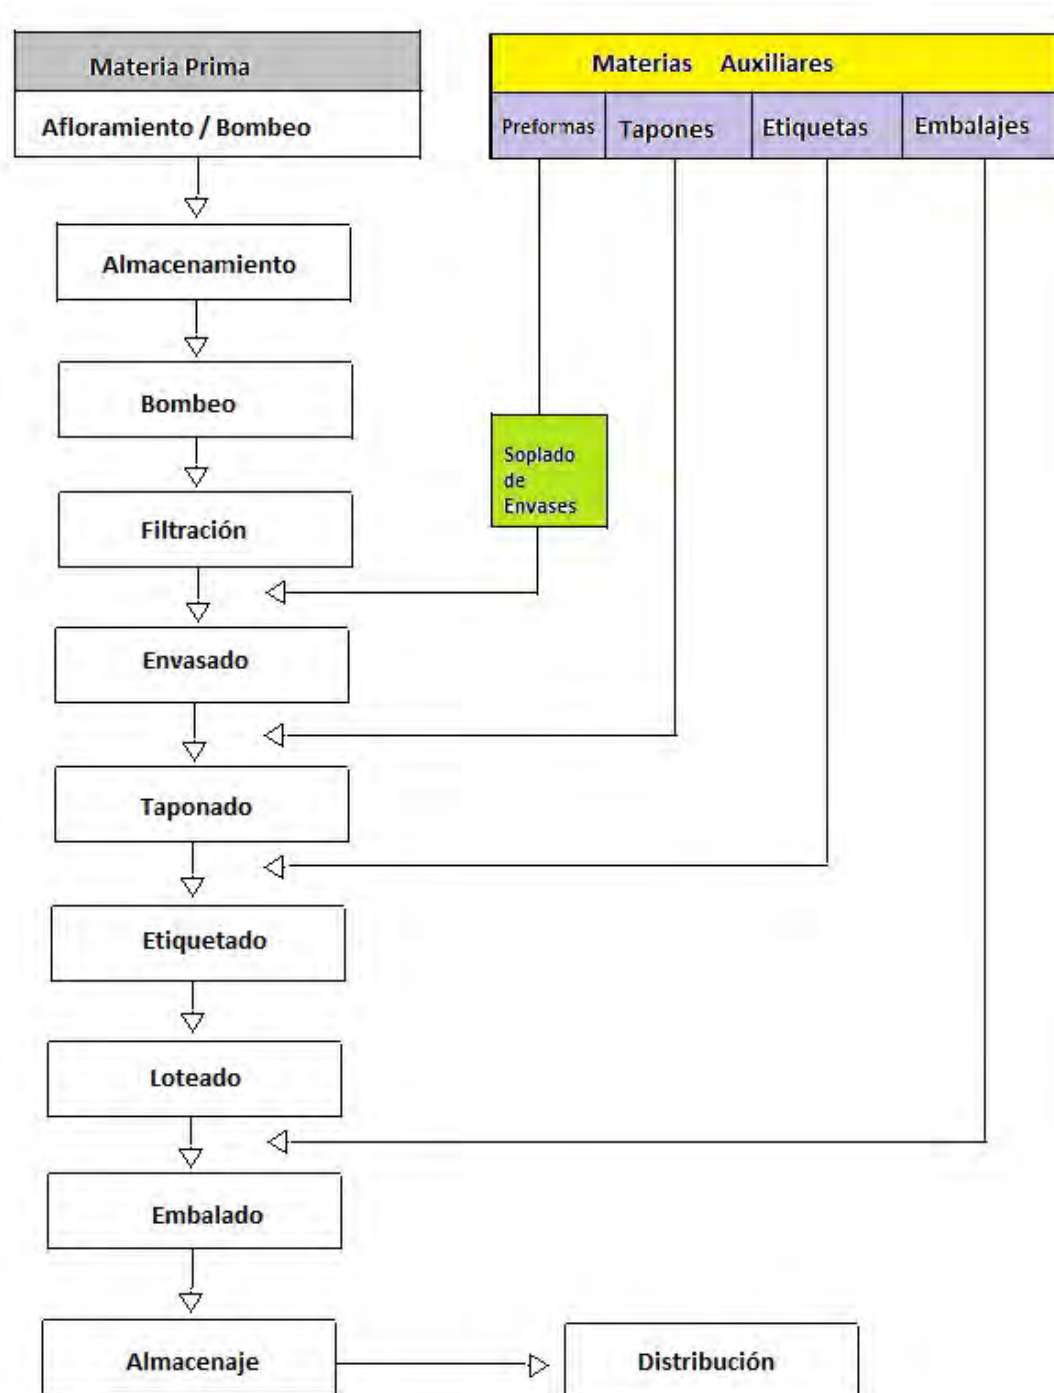 Materia Prima
Afloramiento / Bombeo
Materias Auxiliares
Preformas
Tapones
Etiquetas
Embalajes
Almacenamiento
Bombeo
Filtración
Soplado
de
Envases
Envasado
Taponado
Etiquetado
Loteado
Embalado
Almacenaje
Distribución